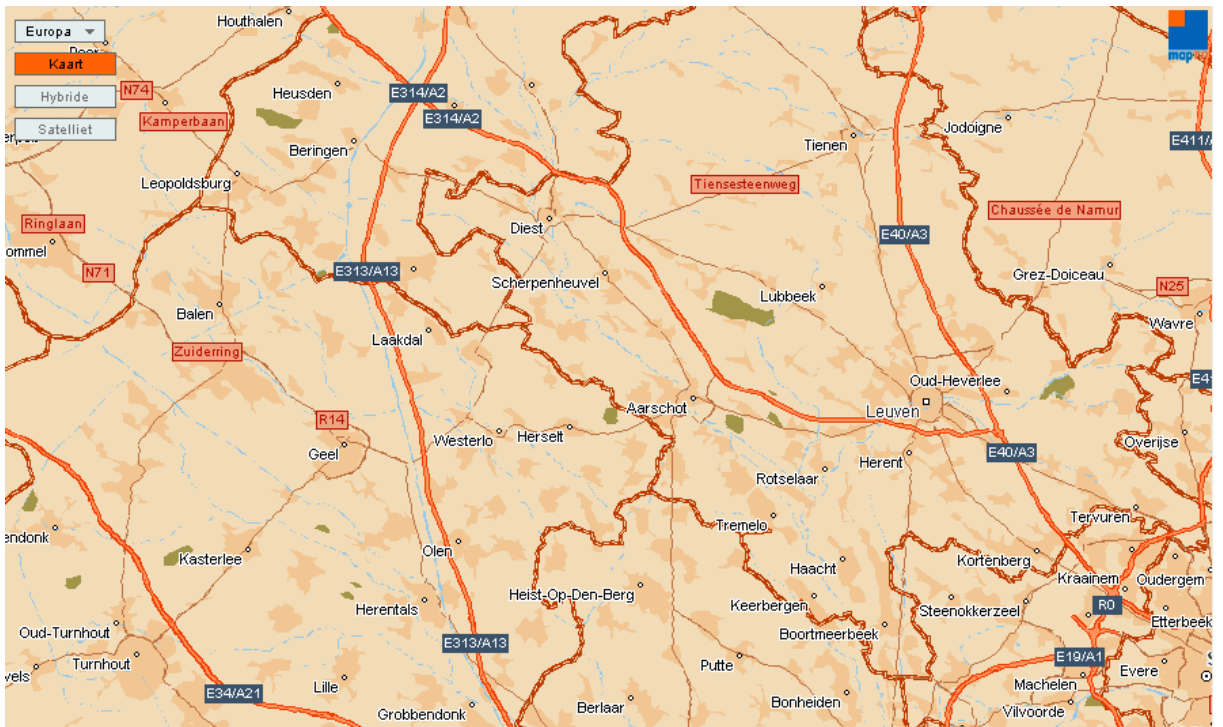 Houthalen
Europa
Peer
Kaart
Hybride
Satelliet
N74
Kamperbaan
Heusden
E314/A2
E314/A2
Beringen
Leopoldsburg
Tienen
Jodoigne
E411/A
map
Tiensesteenweg
Chaussée de Namur
Ringlaan
ommel
N71
Diest
E40/A3
E313/A13
Scherpenheuvel
Lubbeek
Grez-Doiceau
N25
Wavre
Balen
Laakdal
Zuiderring
Oud-Heverlee
E41
Aarschot
Leuven
R14
Geel
Westerlo
Herselt
Overijse
E40/A3
Herent
Rotselaar
endonk
Kasterlee
Olen
Tremelo
Tervuren
Haacht
Kortenberg
Kraainem
Oudergem
Herentals
Heist-Op-Den-Berg
Keerbergen
Steenokkerzeel
R0
Etterbeek
Oud-Turnhout
Boortmeerbeek
Turnhout
E313/A13
Putte
E19/A1
Evere
S
vels
E34/A21
Lille
Grobbendonk
Berlaar
Bonheiden
Machelen
Vilvoorde